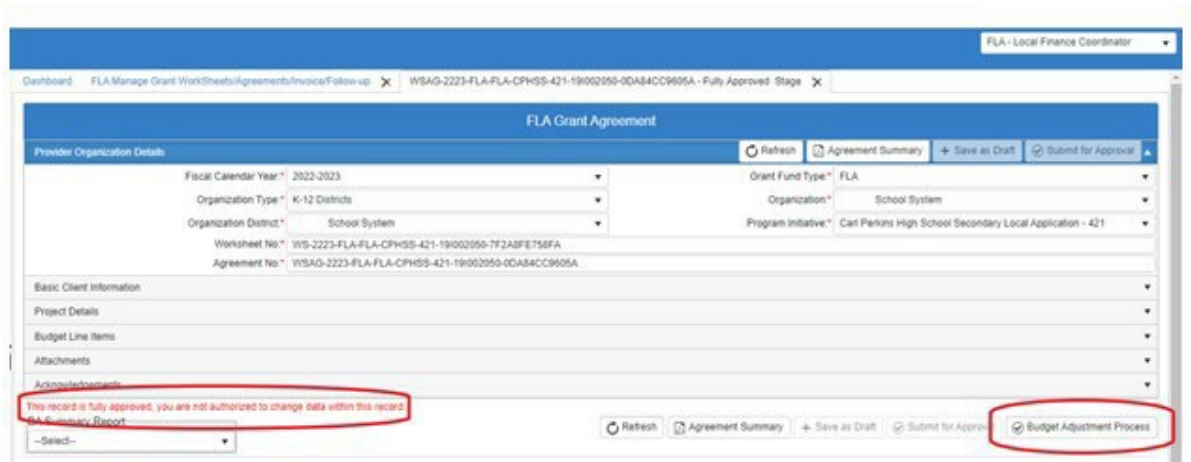 FLA - Local Finance Coordinator
Dashboard FLA Manage Grant WorkSheets/Agreements/Invoice/Follow-up X WSAG-2223-FLA-FLA-CPHSS-421-19I002050-0DA84CC9605A - Fully Approved Stage X
FLA Grant Agreement
Provider Organization Details Refresh Agreement Summary + Save as Draft Submit for Approval
Fiscal Calendar Year:* 2022-2023 Grant Fund Type:* FLA
Organization Type:* K-12 Districts Organization:* School System
Organization District:* School System Program Initiative:* Carl Perkins High School Secondary Local Application - 421
Worksheet No:* WS-2223-FLA-FLA-CPHSS-421-19I002050-7F2A8FE758FA
Agreement No:* WSAG-2223-FLA-FLA-CPHSS-421-19I002050-0DA84CC9605A
Basic Client Information
Project Details
Budget Line Items
Attachments
Acknowledgements
This record is fully approved, you are not authorized to change data within this record
BA Summary Report
--Select--
Refresh Agreement Summary + Save as Draft Submit for Approval Budget Adjustment Process